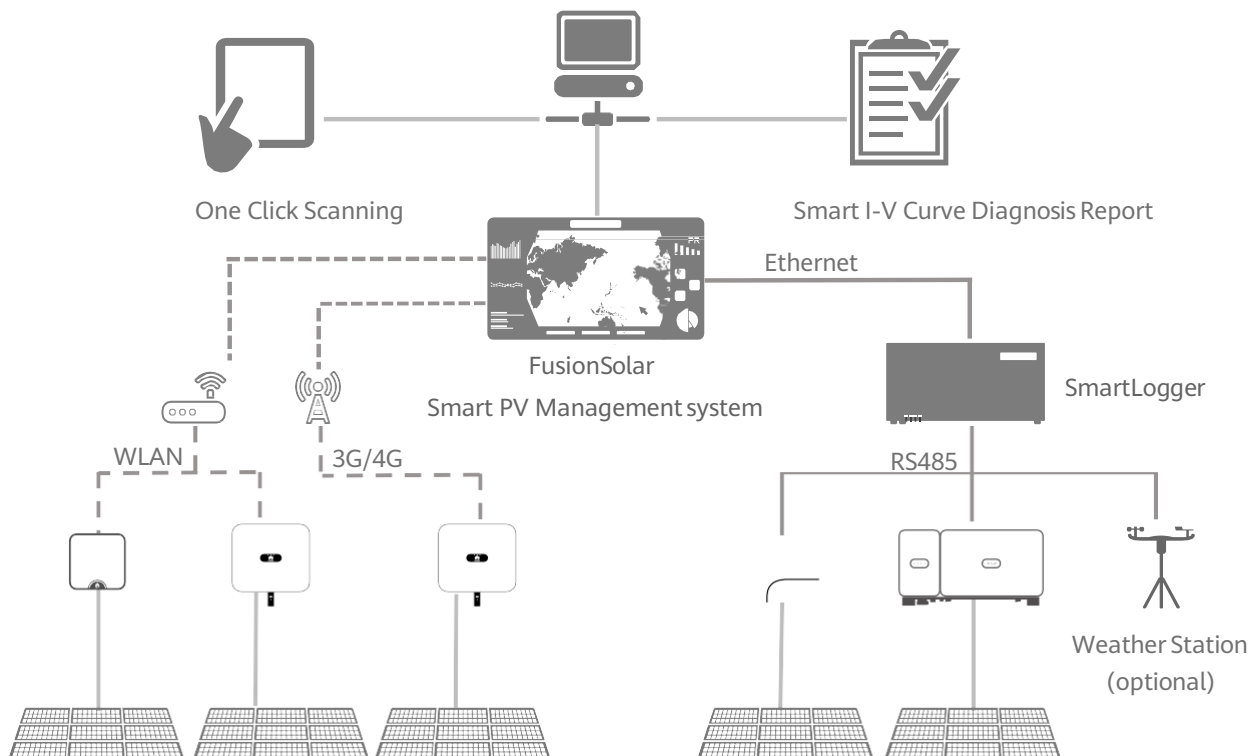 One Click Scanning
Smart I-V Curve Diagnosis Report
Ethernet
FusionSolar
Smart PV Management system
SmartLogger
WLAN
3G/4G
RS485
Weather Station
(optional)